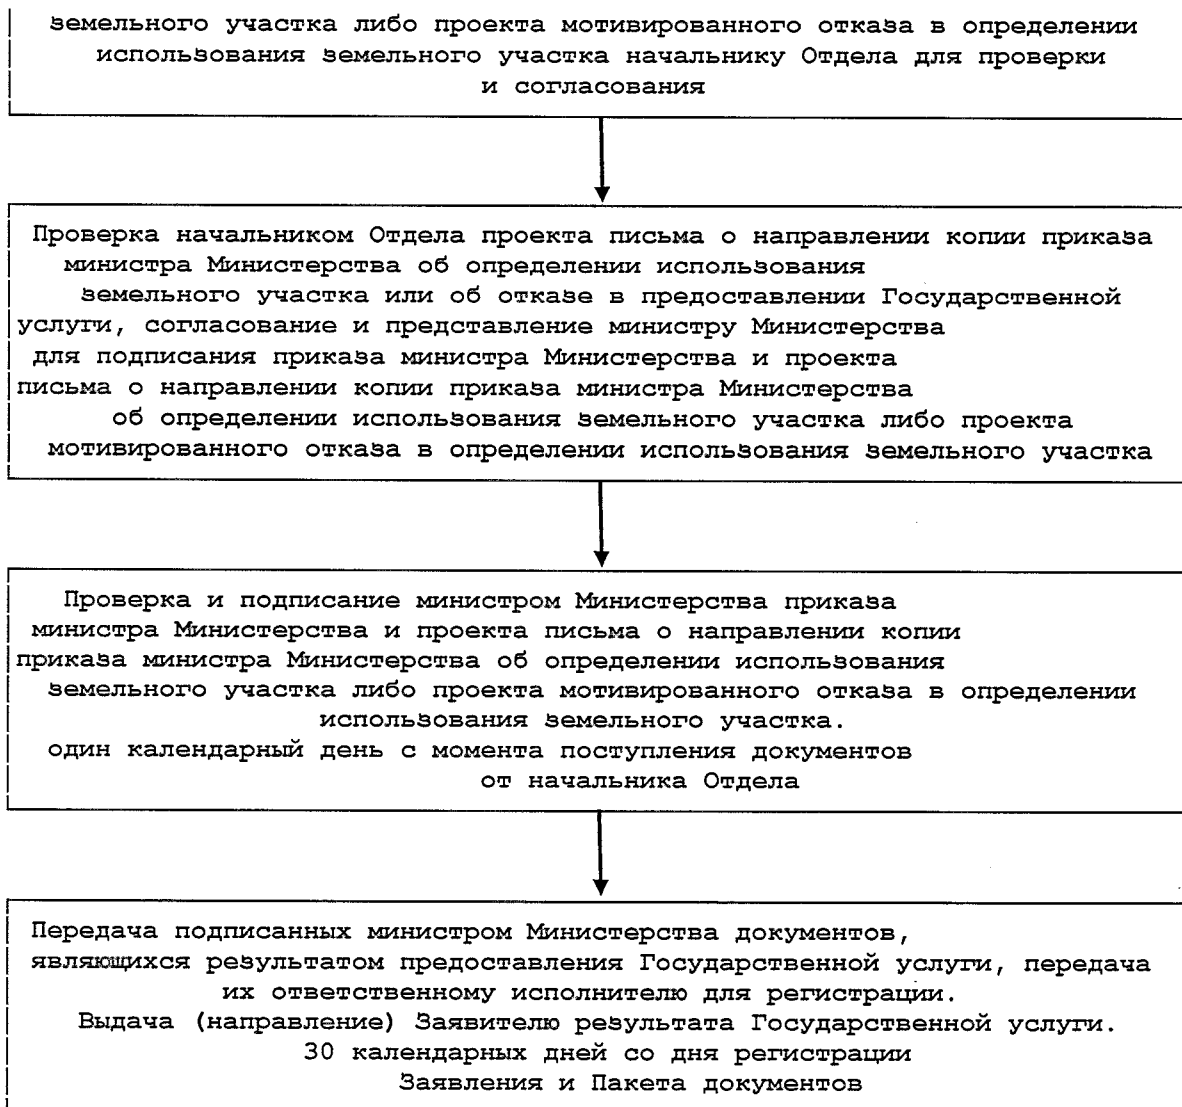 земельного участка либо проекта мотивированного отказа в определении
использования земельного участка начальнику Отдела для проверки
и согласования
Проверка начальником Отдела проекта письма о направлении копии приказа
министра Министерства об определении использования
земельного участка или об отказе в предоставлении Государственной
услуги, согласование и представление министру Министерства
для подписания приказа министра Министерства и проекта
письма о направлении копии приказа министра Министерства
об определении использования земельного участка либо проекта
мотивированного отказа в определении использования земельного участка
Проверка и подписание министром Министерства приказа
министра Министерства и проекта письма о направлении копии
приказа министра Министерства об определении использования
земельного участка либо проекта мотивированного отказа в определении
использования земельного участка.
один календарный день с момента поступления документов
от начальника Отдела
Передача подписанных министром Министерства документов,
являющихся результатом предоставления Государственной услуги, передача
их ответственному исполнителю для регистрации.
Выдача (направление) Заявителю результата Государственной услуги.
30 календарных дней со дня регистрации
Заявления и Пакета документов